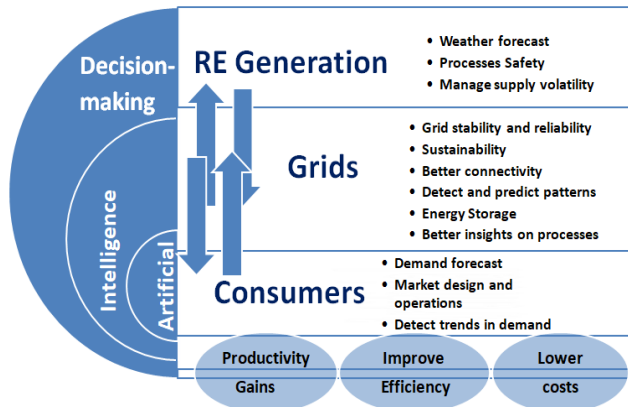 Decision-
making
Intelligence
Artificial
RE Generation
• Weather forecast
• Processes Safety
• Manage supply volatility
Grids
• Grid stability and reliability
• Sustainability
• Better connectivity
• Detect and predict patterns
• Energy Storage
• Better insights on processes
Consumers
• Demand forecast
• Market design and
operations
• Detect trends in demand
Productivity
Gains
Improve
Efficiency
Lower
costs